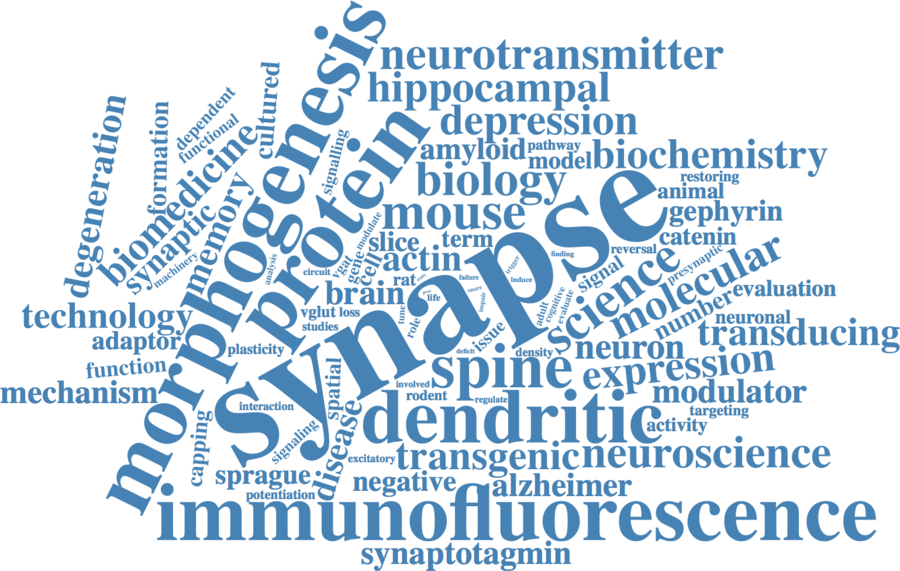 neurotransmitter
hippocampal
depression
amyloid
pathway
model
biochemistry
biology
restoring
animal
mouse
gephyrin
catenin
slice
term
actin
reversal
finding
signal
science
molecular
presynaptic
number
evaluation
neuronal
transducing
morphogenesis
protein
synapse
cultured
signalling
dependent
functional
formation
degeneration
biomedicine
synaptic
machinery
memory
analysis
circuit
vgat
gene
modulate
cell
brain
rat
life
failure
trigger
induce
impair
adult
cognitive
evaluate
technology
adaptor
function
mechanism
vglut
loss
studies
tune
role
plasticity
deficit
issue
density
neuron
spine
expression
modulator
targeting
activity
involved
rodent
regulate
dendritic
spatial
interaction
signaling
disease
capping
excitatory
transgenic
neuroscience
sprague
potentiation
negative
alzheimer
immunofluorescence
synaptotagmin